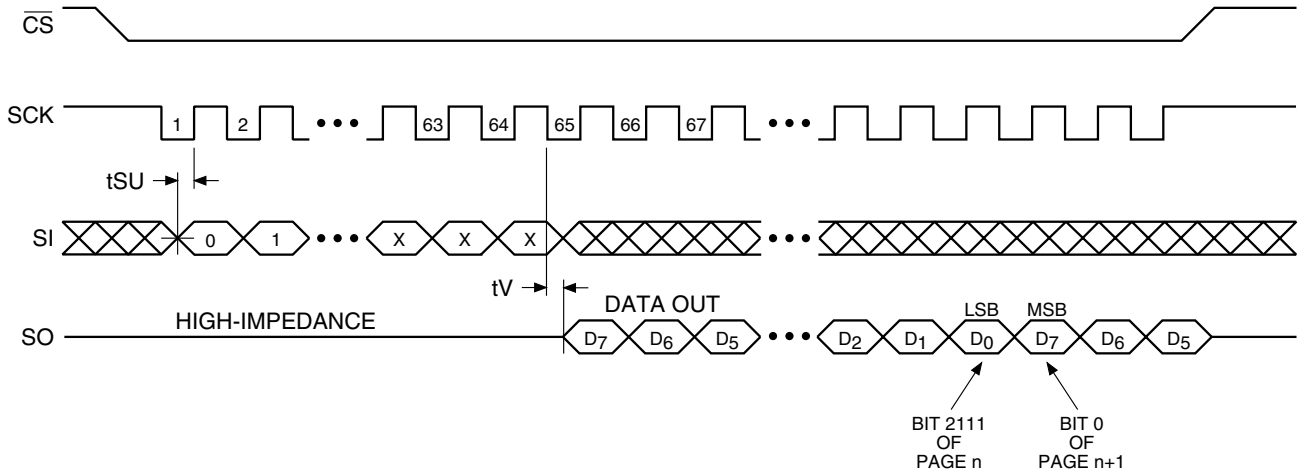 CS
SCK 1 2 ••• 63 64 65 66 67 •••
tSU
SI 0 1 ••• X X X •••
tV
DATA OUT
LSB MSB
HIGH-IMPEDANCE
SO D7 D6 D5 ••• D2 D1 D0 D7 D6 D5
BIT 2111
OF
PAGE n
BIT 0
OF
PAGE n+1